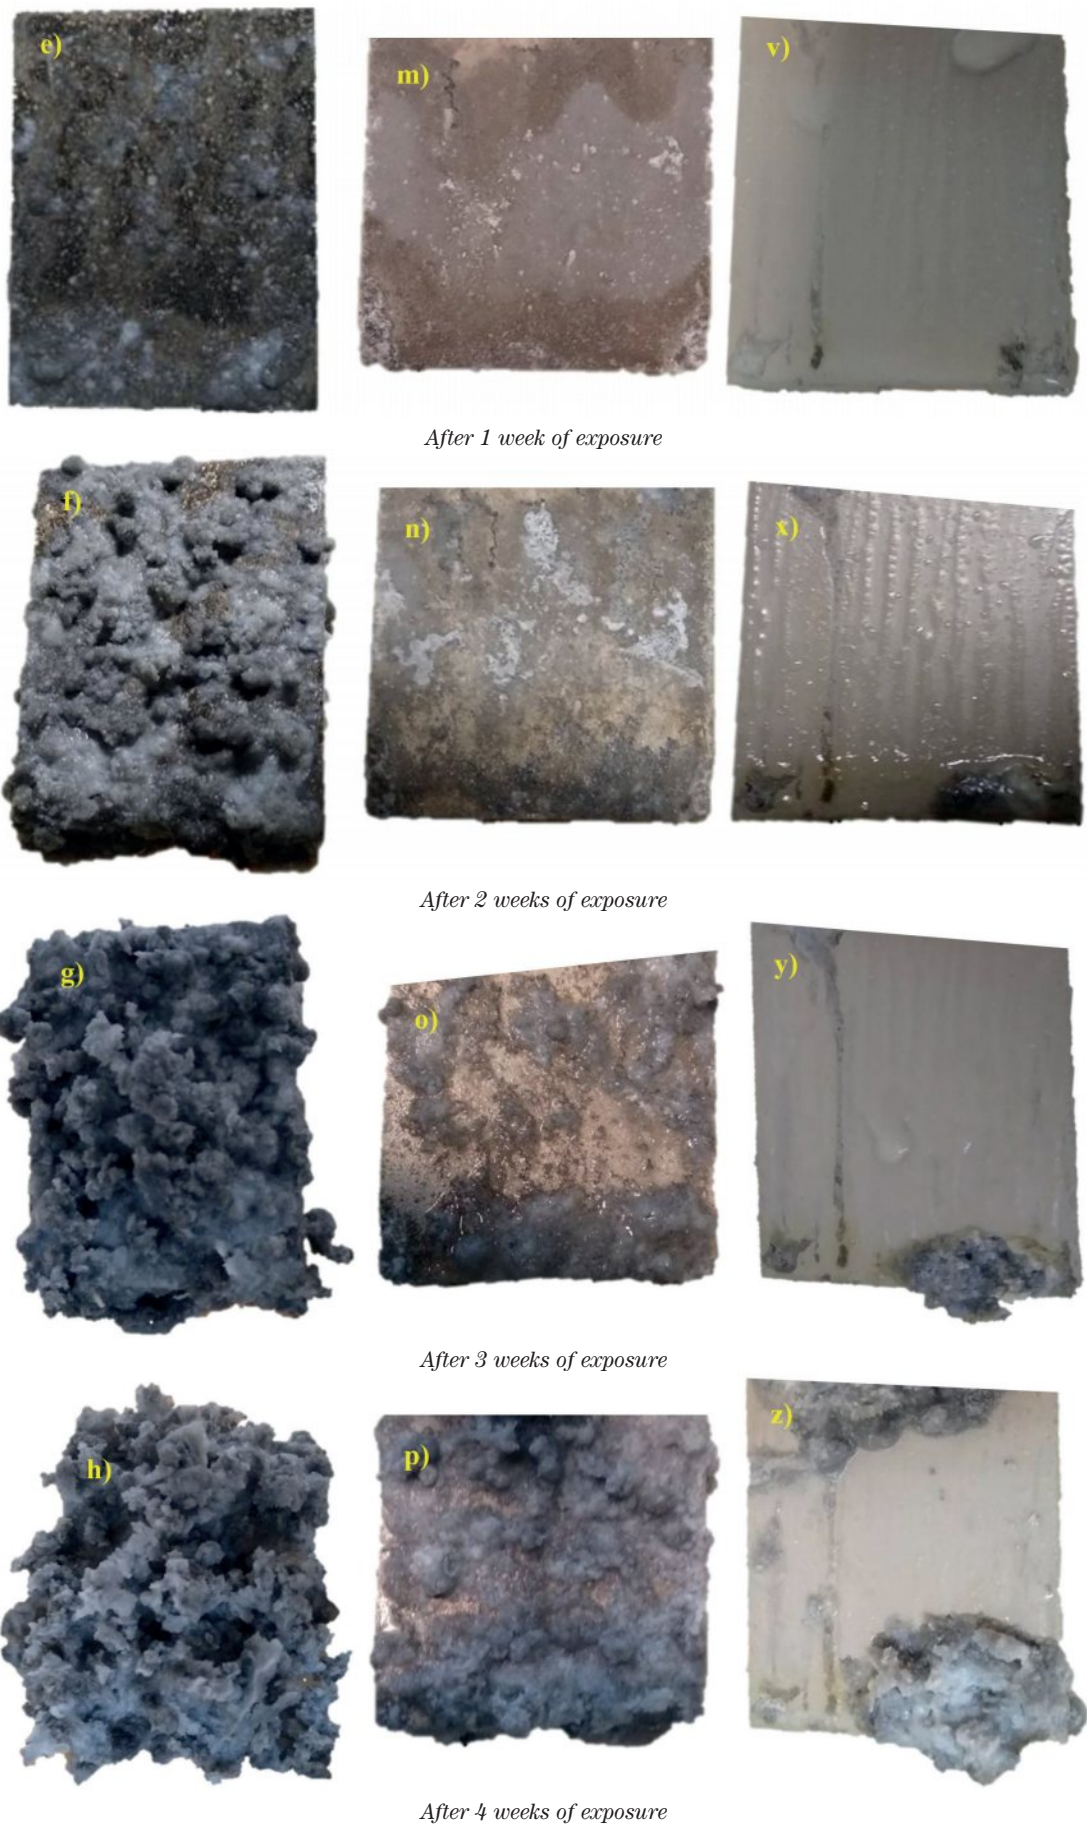 e) m) v)
After 1 week of exposure
f) n) x)
After 2 weeks of exposure
g) o) y)
After 3 weeks of exposure
h) p) z)
After 4 weeks of exposure